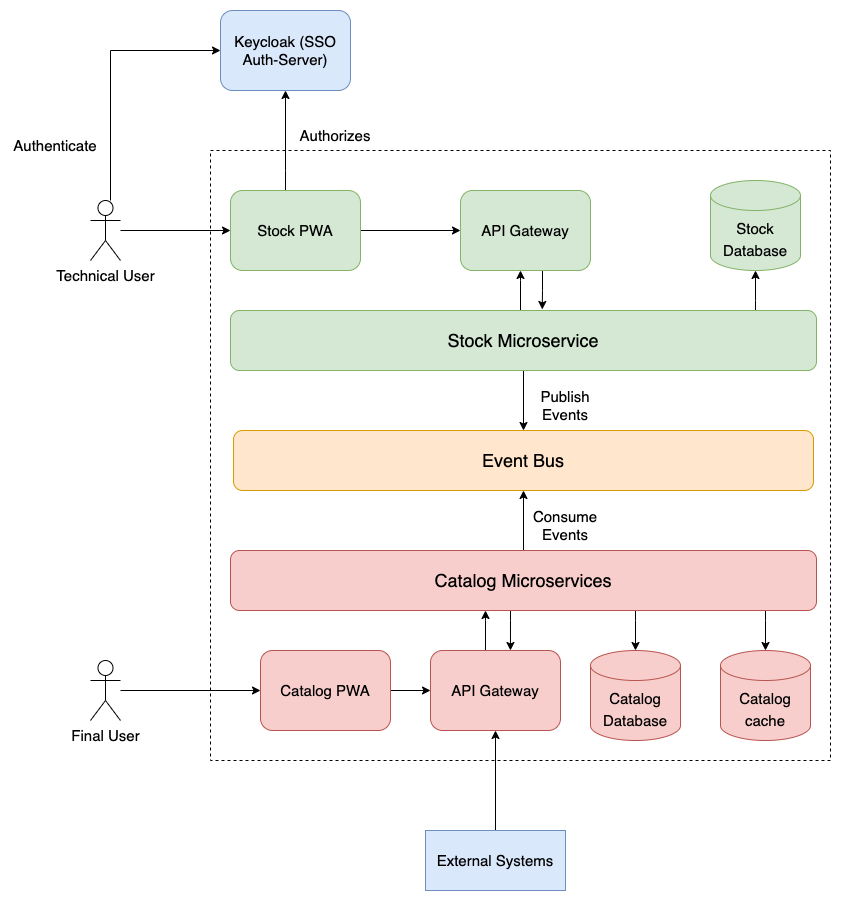 Keycloak (SSO
Auth-Server)
Authorizes
Authenticate
Stock PWA
API Gateway
Stock
Database
Technical User
Stock Microservice
Publish
Events
Event Bus
Consume
Events
Catalog Microservices
Catalog PWA
API Gateway
Catalog
Database
Catalog
cache
Final User
External Systems